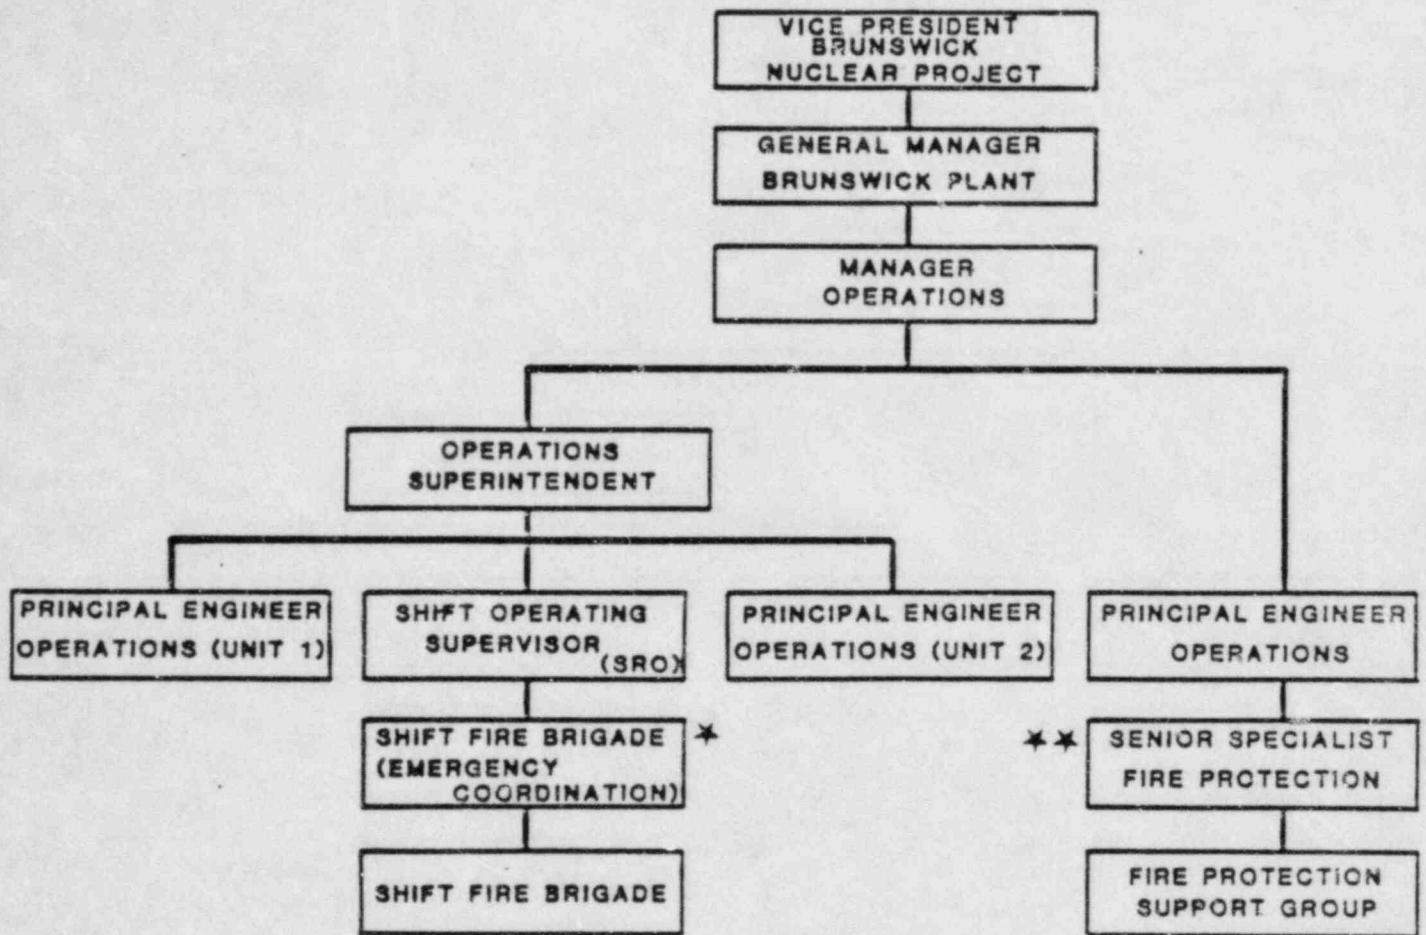 VICE PRESIDENT
BRUNSWICK
NUCLEAR PROJECT
GENERAL MANAGER
BRUNSWICK PLANT
MANAGER
OPERATIONS
OPERATIONS
SUPERINTENDENT
PRINCIPAL ENGINEER
OPERATIONS (UNIT 1)
SHIFT OPERATING
SUPERVISOR
(SRO)
PRINCIPAL ENGINEER
OPERATIONS (UNIT 2)
PRINCIPAL ENGINEER
OPERATIONS
SHIFT FIRE BRIGADE ★
(EMERGENCY
COORDINATION)
★★ SENIOR SPECIALIST
FIRE PROTECTION
SHIFT FIRE BRIGADE
FIRE PROTECTION
SUPPORT GROUP